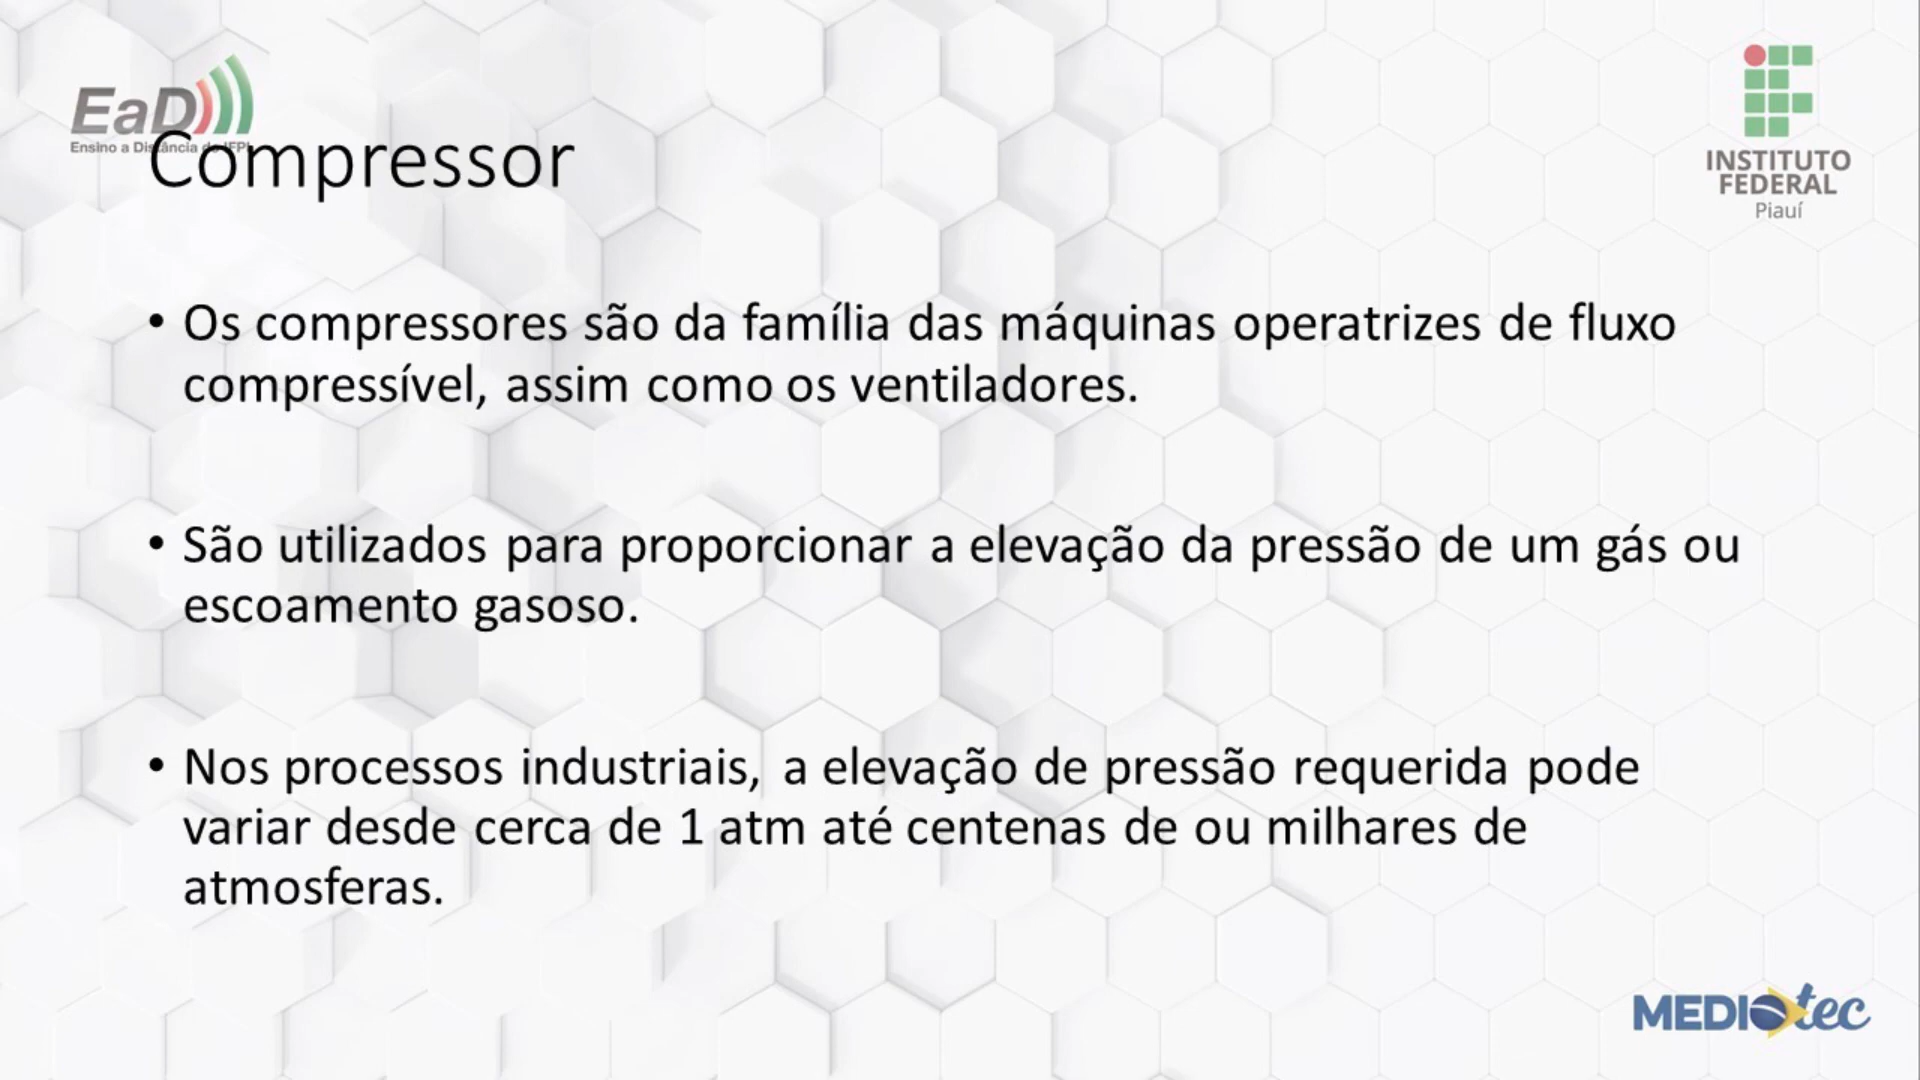 EaD
Ensino a Distância do IFPI
Compressor
INSTITUTO
FEDERAL
Piauí
• Os compressores são da família das máquinas operatrizes de fluxo
compressível, assim como os ventiladores.
• São utilizados para proporcionar a elevação da pressão de um gás ou
escoamento gasoso.
• Nos processos industriais, a elevação de pressão requerida pode
variar desde cerca de 1 atm até centenas de ou milhares de
atmosferas.
MEDIOtec